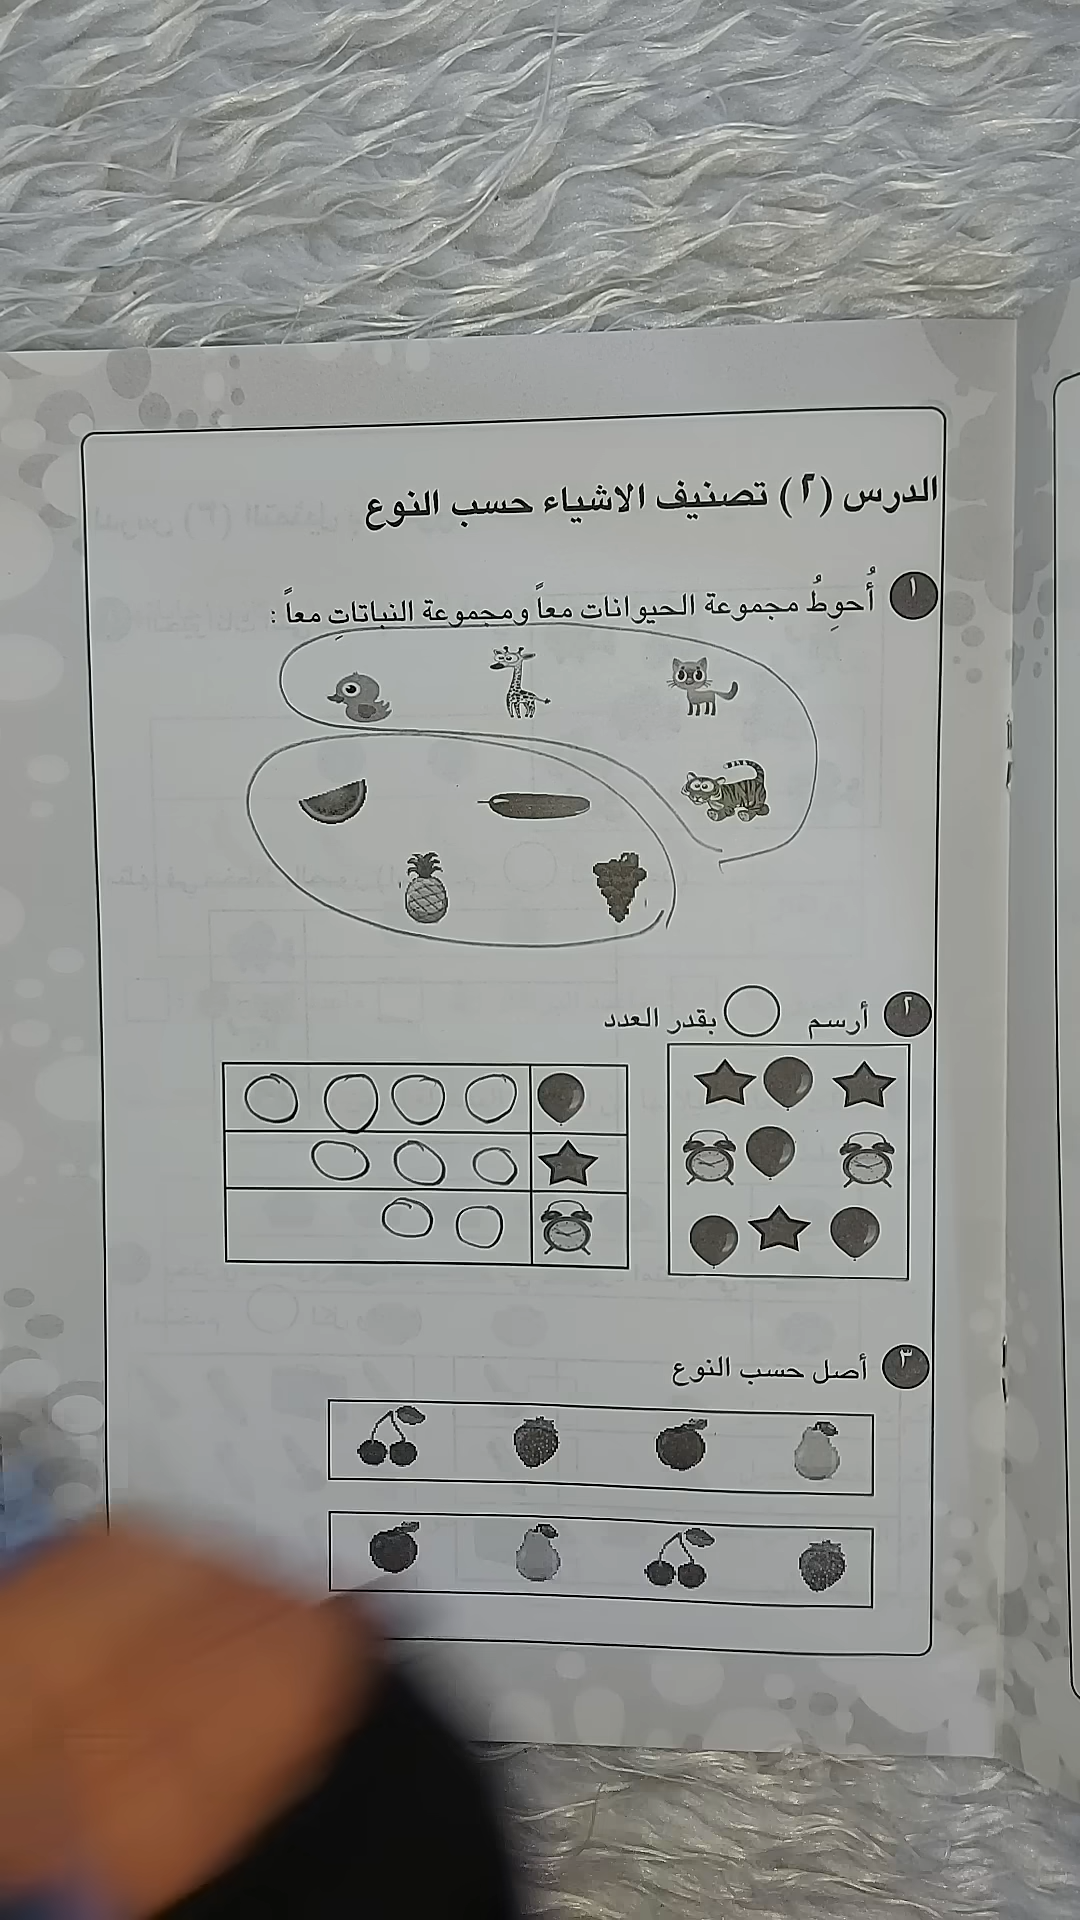 الدرس (٢) تصنيف الاشياء حسب النوع
١ أُحوِطُ مجموعة الحيوانات معاً ومجموعة النباتاتِ معاً :
٢ أرسم بقدر العدد
٣ أصل حسب النوع